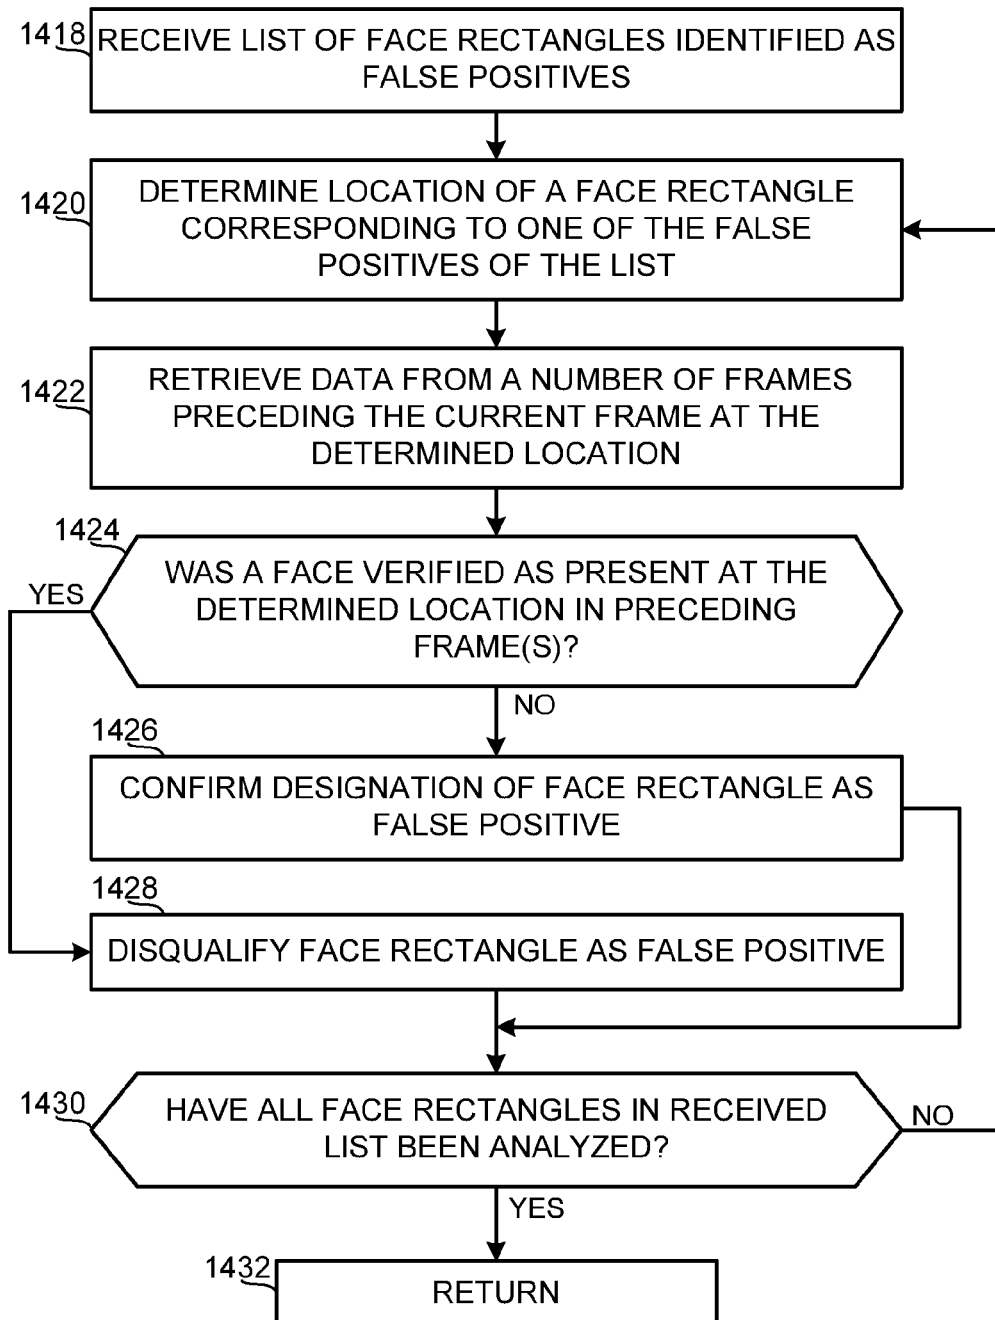 1418
RECEIVE LIST OF FACE RECTANGLES IDENTIFIED AS
FALSE POSITIVES
1420
DETERMINE LOCATION OF A FACE RECTANGLE
CORRESPONDING TO ONE OF THE FALSE
POSITIVES OF THE LIST
1422
RETRIEVE DATA FROM A NUMBER OF FRAMES
PRECEDING THE CURRENT FRAME AT THE
DETERMINED LOCATION
1424
YES
WAS A FACE VERIFIED AS PRESENT AT THE
DETERMINED LOCATION IN PRECEDING
FRAME(S)?
NO
1426
CONFIRM DESIGNATION OF FACE RECTANGLE AS
FALSE POSITIVE
1428
DISQUALIFY FACE RECTANGLE AS FALSE POSITIVE
1430
HAVE ALL FACE RECTANGLES IN RECEIVED
LIST BEEN ANALYZED?
NO
YES
1432
RETURN